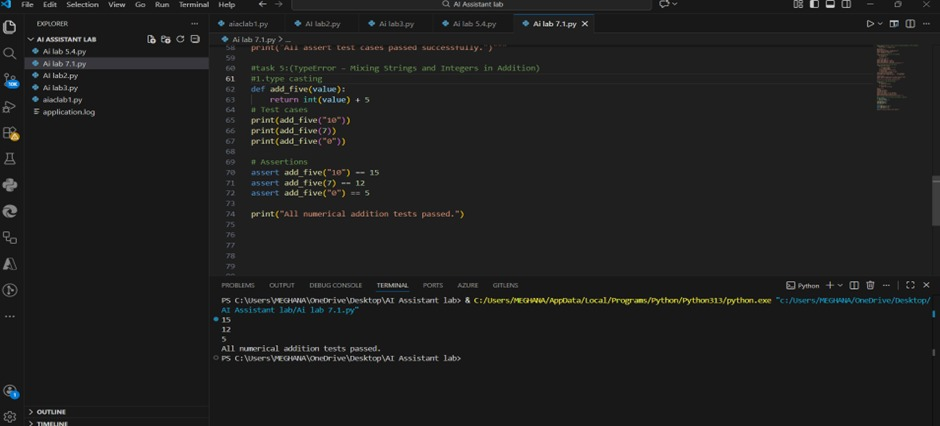 File Edit Selection View Go Run Terminal Help
AI Assistant lab
EXPLORER
AI ASSISTANT LAB
Ai lab 5.4.py
Ai lab 7.1.py
Ai lab2.py
Ai lab3.py
aiaclab1.py
application.log
OUTLINE
TIMELINE
aiaclab1.py Ai lab2.py Ai lab3.py Ai lab 5.4.py Ai lab 7.1.py
Ai lab 7.1.py > ...
58 print("All assert test cases passed successfully.")'''
59
60 #task 5:(TypeError – Mixing Strings and Integers in Addition)
61 #1.type casting
62 def add_five(value):
63 return int(value) + 5
64 # Test cases
65 print(add_five("10"))
66 print(add_five(7))
67 print(add_five("0"))
68
69 # Assertions
70 assert add_five("10") == 15
71 assert add_five(7) == 12
72 assert add_five("0") == 5
73
74 print("All numerical addition tests passed.")
75
76
77
78
79
PROBLEMS OUTPUT DEBUG CONSOLE TERMINAL PORTS AZURE GITLENS
Python
PS C:\Users\MEGHANA\OneDrive\Desktop\AI Assistant lab> & C:/Users/MEGHANA/AppData/Local/Programs/Python/Python313/python.exe "c:/Users/MEGHANA/OneDrive/Desktop/
AI Assistant lab/Ai lab 7.1.py"
15
12
5
All numerical addition tests passed.
PS C:\Users\MEGHANA\OneDrive\Desktop\AI Assistant lab>